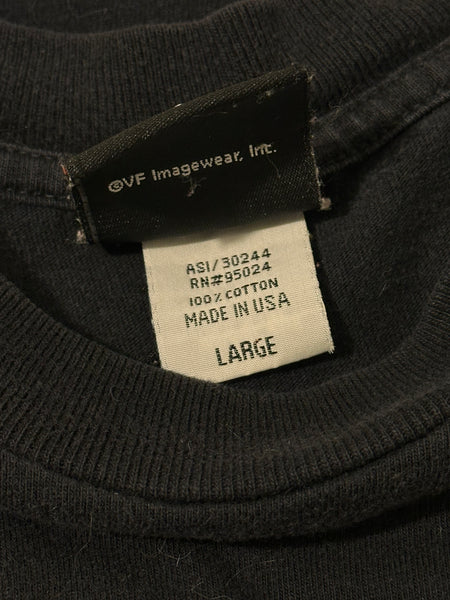 ©VF Imagewear, Inc.
ASI/30244
RN#95024
100% COTTON
MADE IN USA
LARGE